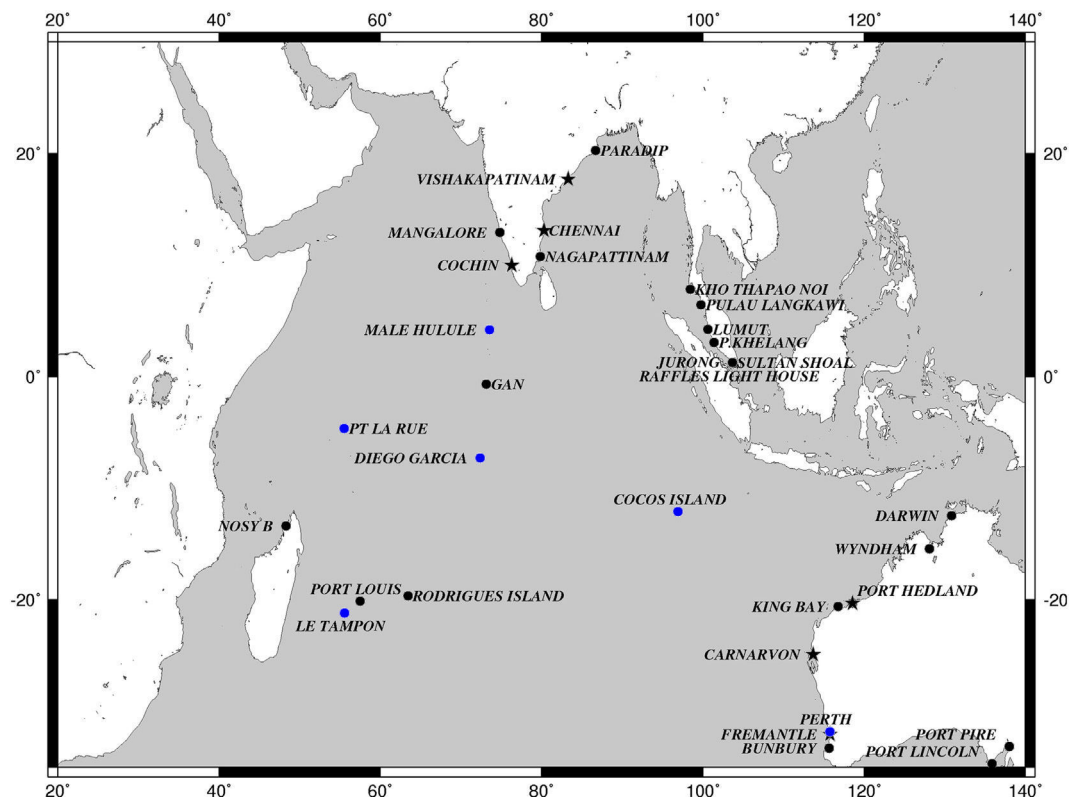 20° 40° 60° 80° 100° 120° 140°
20° PARADIP 20°
VISHAKAPATINAM
MANGALORE CHENNAI
COCHIN NAGAPATTINAM
KHO THAPAO NOI
PULAU LANGKAWI
MALE HULULE LUMUT
P.KHELANG
JURONG SULTAN SHOAL
0° RAFFLES LIGHT HOUSE 0°
GAN
PT LA RUE
DIEGO GARCIA
COCOS ISLAND
NOSY B DARWIN
WYNDHAM
PORT LOUIS PORT HEDLAND
-20° RODRIGUES ISLAND KING BAY -20°
LE TAMPON
CARNARVON
PERTH
FREMANTLE PORT PIRE
BUNBURY PORT LINCOLN
20° 40° 60° 80° 100° 120° 140°